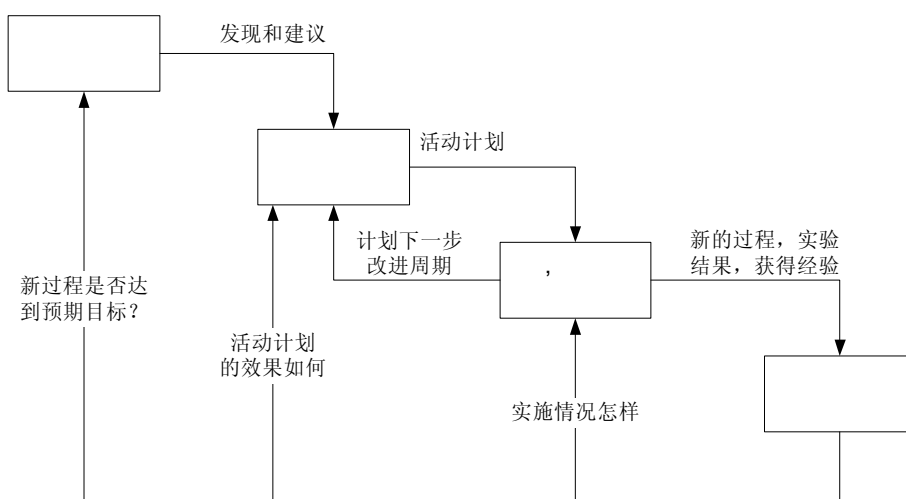 发现和建议
活动计划
计划下一步
改进周期
，
新的过程，实验
结果，获得经验
新过程是否达
到预期目标？
活动计划
的效果如何
实施情况怎样